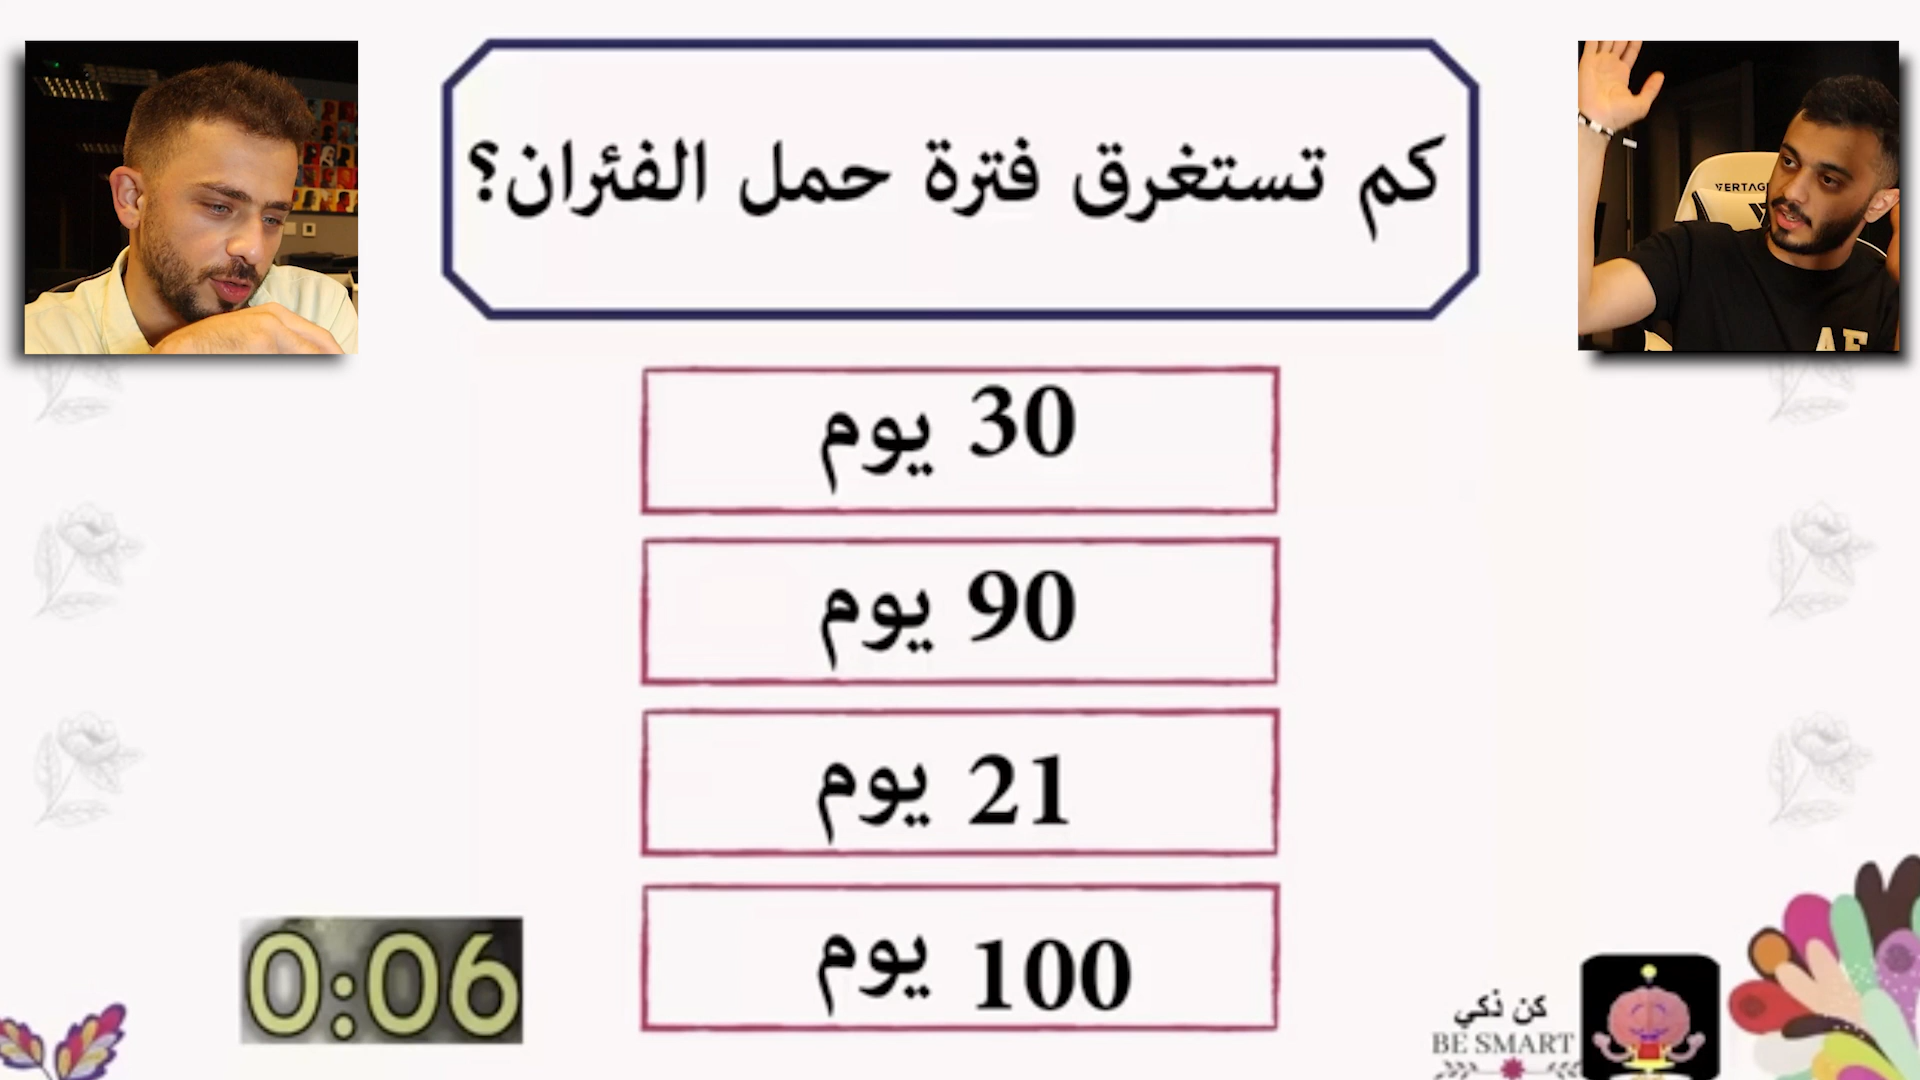 كم تستغرق فترة حمل الفئران؟
30 يوم
90 يوم
21 يوم
100 يوم
0:06
كن ذكي
BE SMART
AE